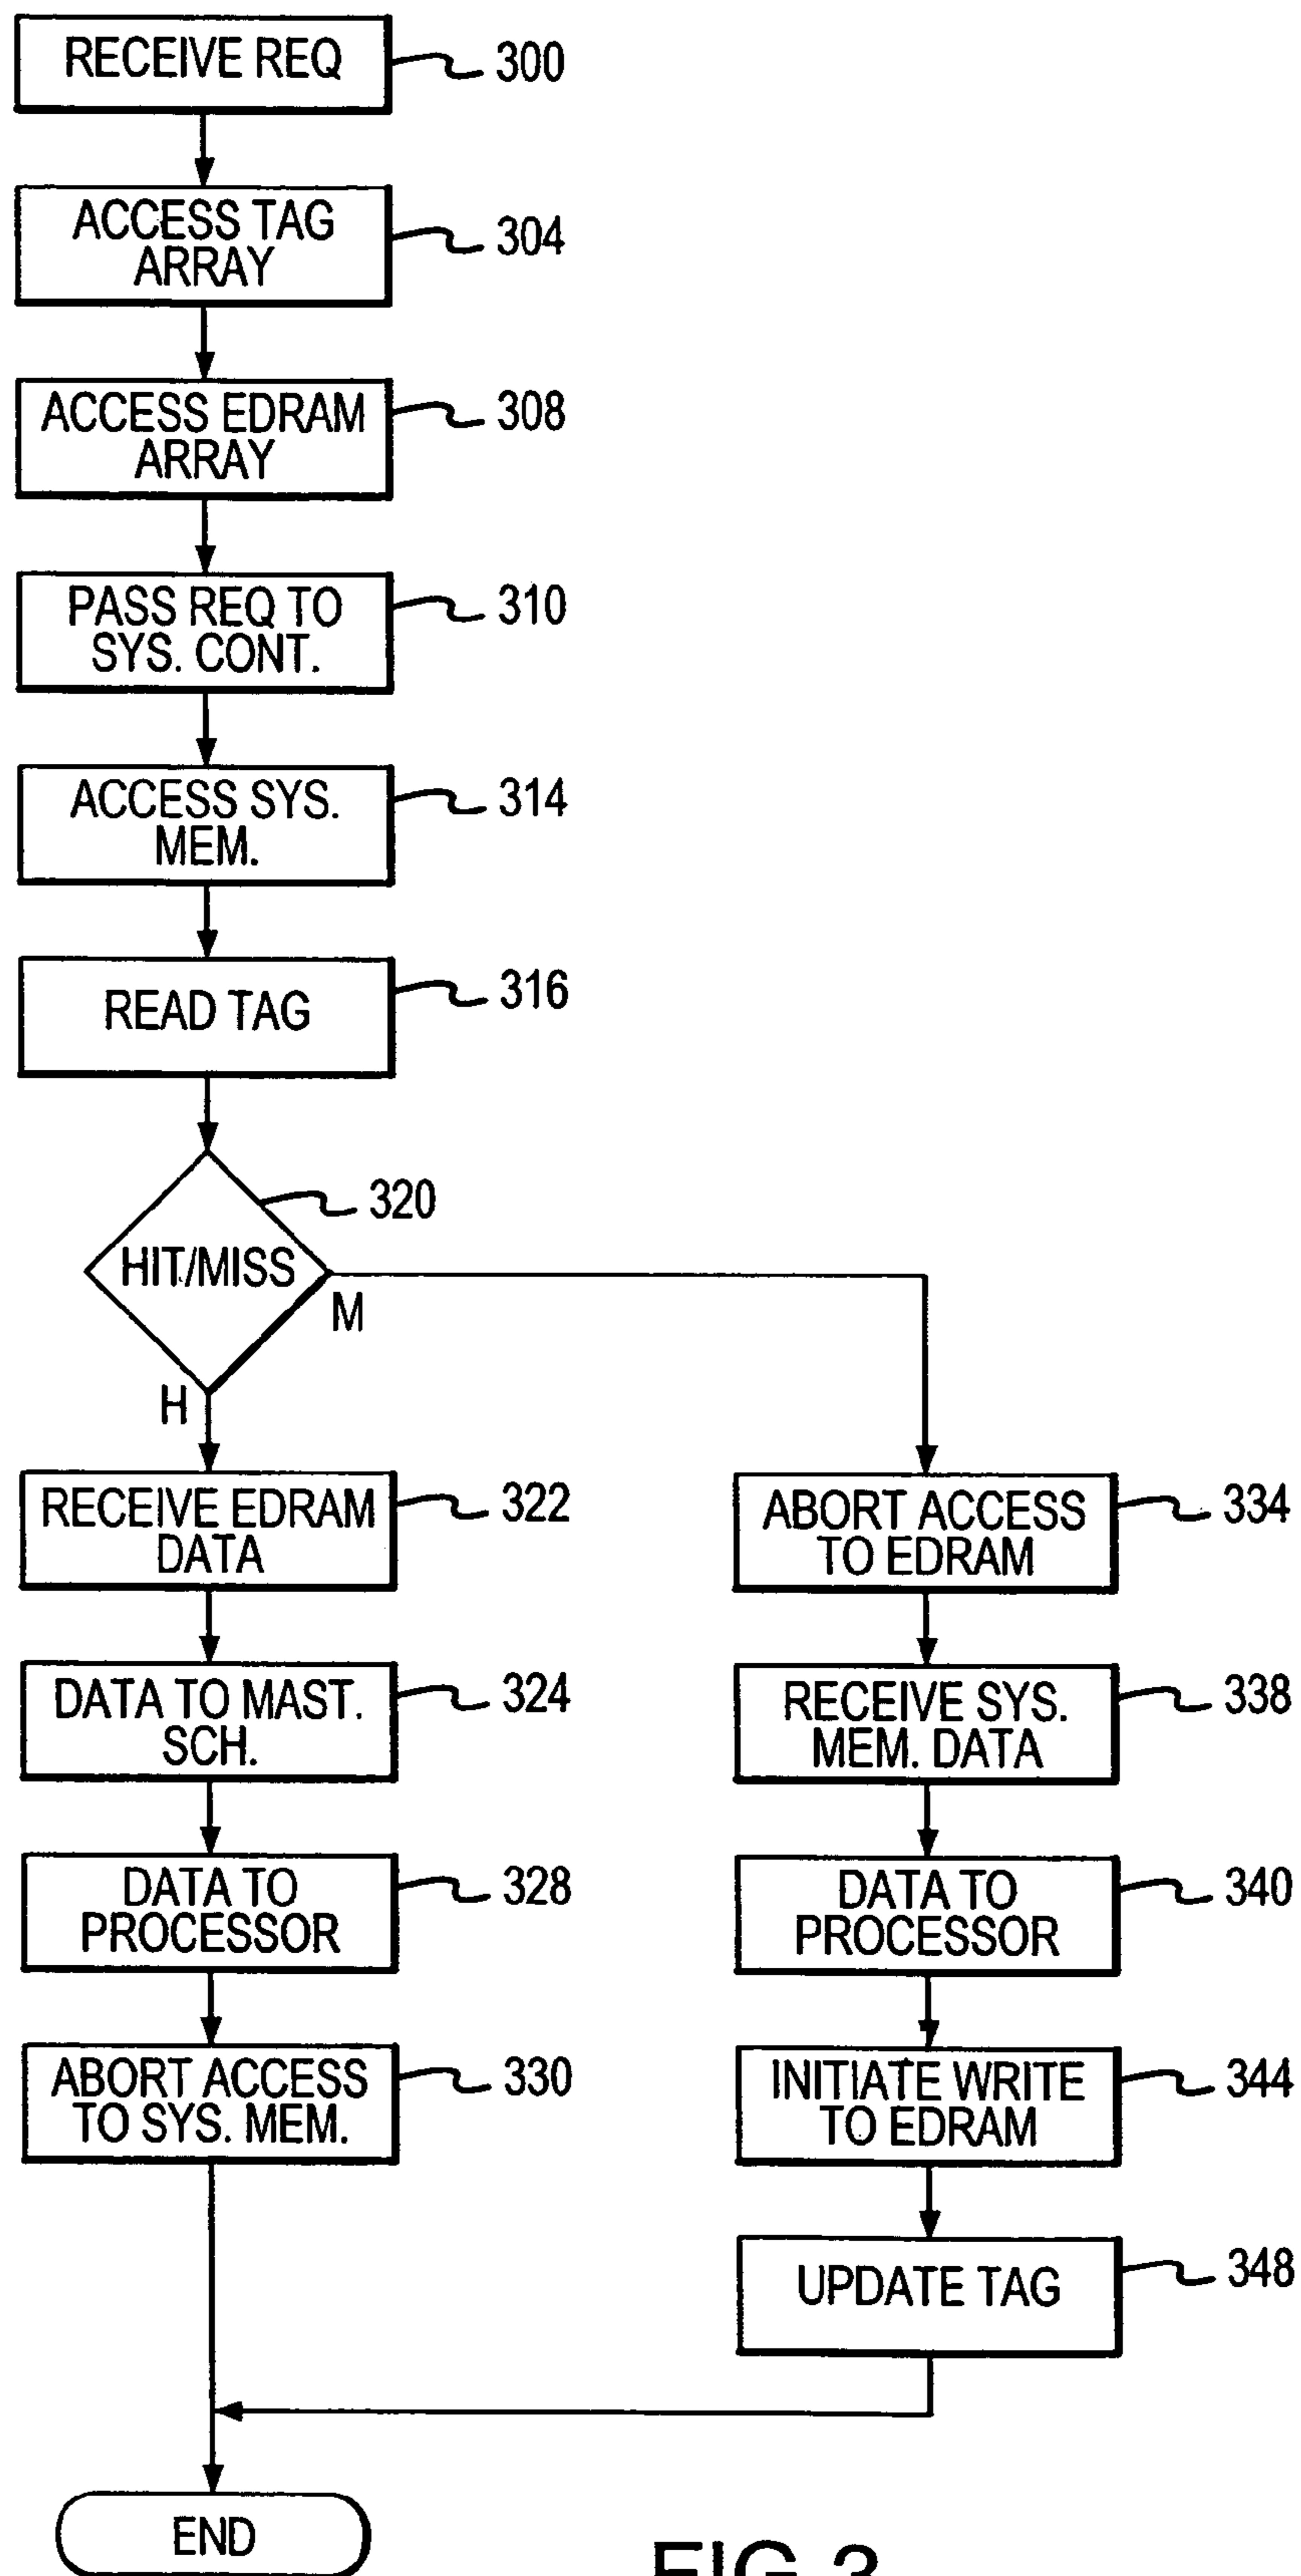 RECEIVE REQ
300
ACCESS TAG
ARRAY
304
ACCESS EDRAM
ARRAY
308
PASS REQ TO
SYS. CONT.
310
ACCESS SYS.
MEM.
314
READ TAG
316
HIT/MISS
320
M
H
RECEIVE EDRAM
DATA
322
DATA TO MAST.
SCH.
324
DATA TO
PROCESSOR
328
ABORT ACCESS
TO SYS. MEM.
330
ABORT ACCESS
TO EDRAM
334
RECEIVE SYS.
MEM. DATA
338
DATA TO
PROCESSOR
340
INITIATE WRITE
TO EDRAM
344
UPDATE TAG
348
END
FIG. 3